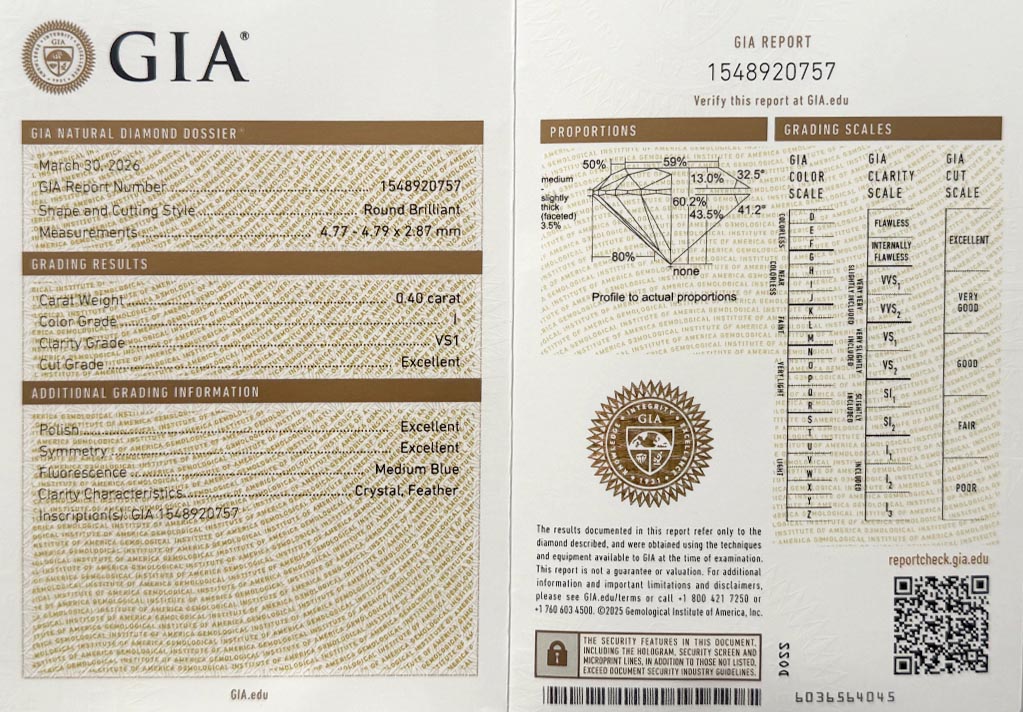 GIA®
GIA NATURAL DIAMOND DOSSIER®
March 30, 2026
GIA Report Number 1548920757
Shape and Cutting Style Round Brilliant
Measurements 4.77 - 4.79 x 2.87 mm
GRADING RESULTS
Carat Weight 0.40 carat
Color Grade I
Clarity Grade VS1
Cut Grade Excellent
ADDITIONAL GRADING INFORMATION
Polish Excellent
Symmetry Excellent
Fluorescence Medium Blue
Clarity Characteristics Crystal, Feather
Inscription(s): GIA 1548920757
GIA.edu
GIA REPORT
1548920757
Verify this report at GIA.edu
PROPORTIONS
50%
59%
medium
-
slightly
thick
(faceted)
3.5%
13.0%
32.5°
60.2%
43.5%
41.2°
80%
none
Profile to actual proportions
GIA
1931
The results documented in this report refer only to the
diamond described, and were obtained using the techniques
and equipment available to GIA at the time of examination.
This report is not a guarantee or valuation. For additional
information and important limitations and disclaimers,
please see GIA.edu/terms or call +1 800 421 7250 or
+1 760 603 4500. ©2025 Gemological Institute of America, Inc.
THE SECURITY FEATURES IN THIS DOCUMENT,
INCLUDING THE HOLOGRAM, SECURITY SCREEN AND
MICROPRINT LINES, IN ADDITION TO THOSE NOT LISTED,
EXCEED DOCUMENT SECURITY INDUSTRY GUIDELINES.
GRADING SCALES
GIA
COLOR
SCALE
COLORLESS
D
E
F
NEAR
COLORLESS
G
H
I
J
FAINT
K
L
M
VERY LIGHT
N
O
P
Q
R
LIGHT
S
T
U
V
W
X
Y
Z
GIA
CLARITY
SCALE
FLAWLESS
INTERNALLY
FLAWLESS
VERY VERY
SLIGHTLY INCLUDED
VVS1
VVS2
VERY SLIGHTLY
INCLUDED
VS1
VS2
SLIGHTLY
INCLUDED
SI1
SI2
INCLUDED
I1
I2
I3
GIA
CUT
SCALE
EXCELLENT
VERY
GOOD
GOOD
FAIR
POOR
reportcheck.gia.edu
DOSS
6036564045